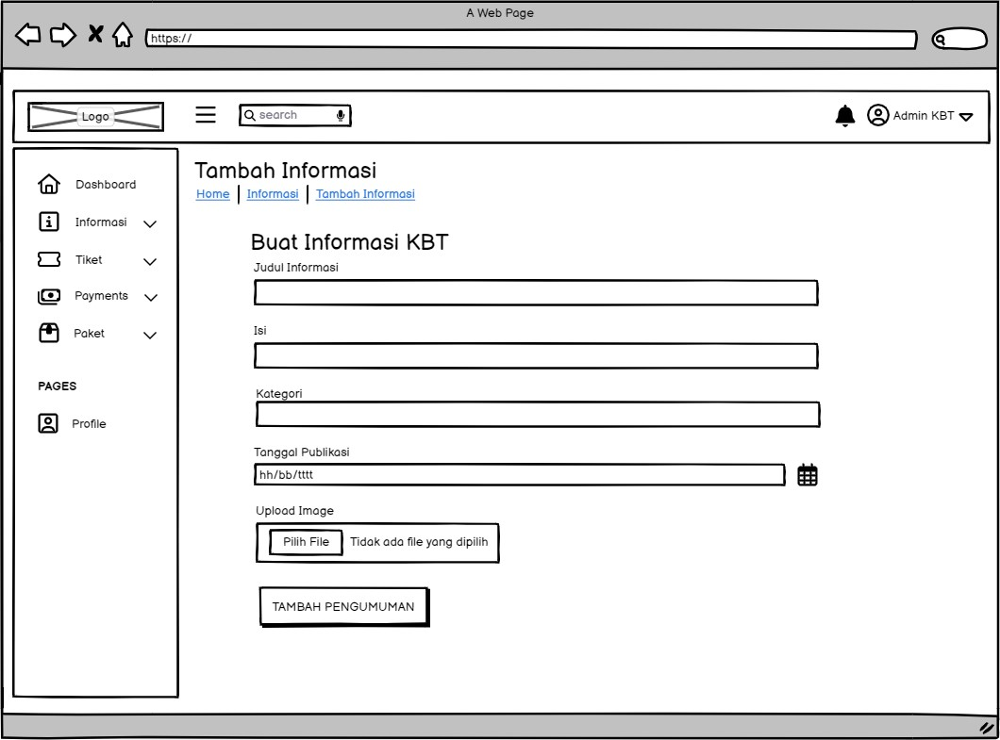 A Web Page
https://
Logo
search
Admin KBT
Dashboard
Informasi
Tiket
Payments
Paket
PAGES
Profile
Tambah Informasi
Home Informasi Tambah Informasi
Buat Informasi KBT
Judul Informasi
Isi
Kategori
Tanggal Publikasi
hh/bb/tttt
Upload Image
Pilih File Tidak ada file yang dipilih
TAMBAH PENGUMUMAN